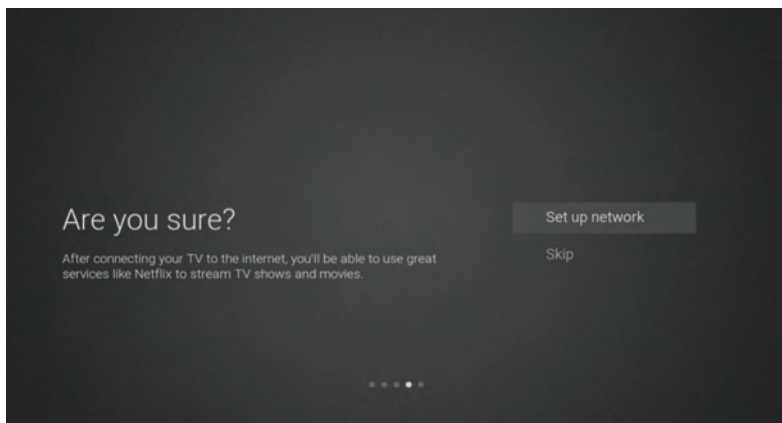 Are you sure?
After connecting your TV to the internet, you'll be able to use great
services like Netflix to stream TV shows and movies.
Set up network
Skip